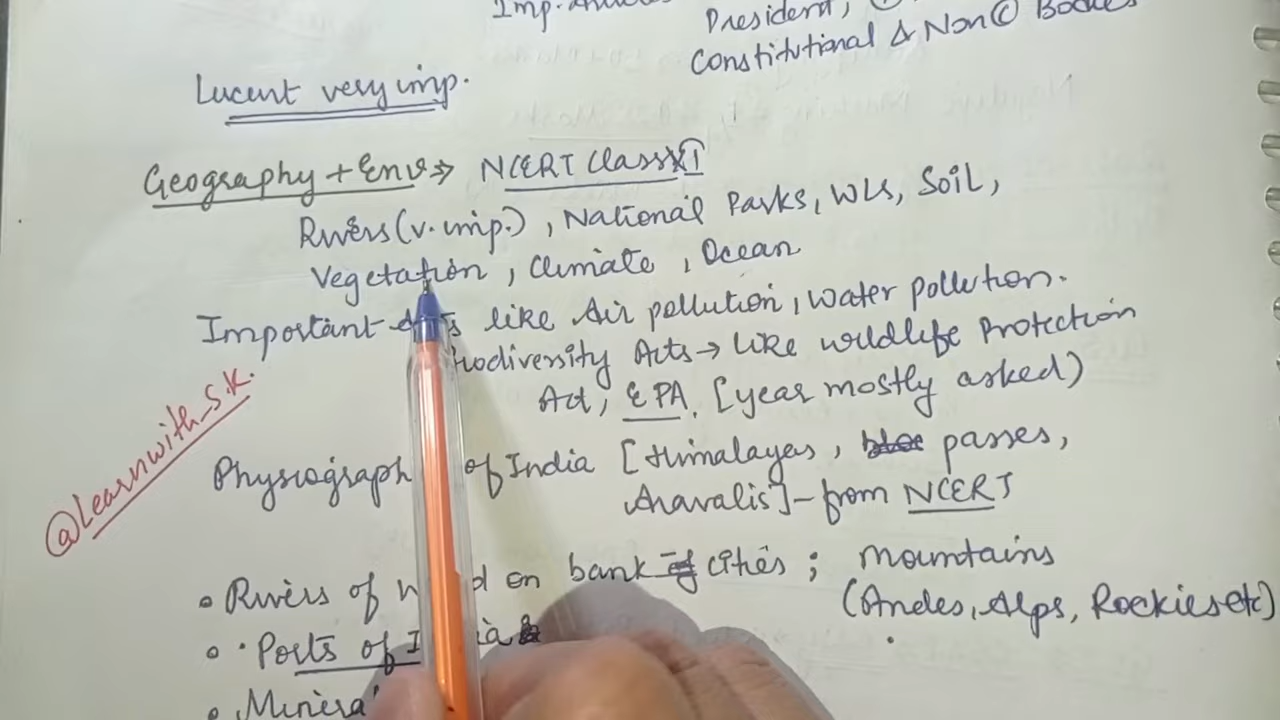 Imp.
President,
Constitutional & Non © Bodies
Lucent very imp.
Geography + Env ⇒ NCERT Class XI
Rivers (v. imp.), National Parks, WLS, Soil,
Vegetation, Climate, Ocean
Important like Air pollution, Water pollution.
Acts → like wildlife Protection
Act, EPA. [year mostly asked)
of India [Himalayas, passes,
Aravalis] - from NCERT
@Learnwith_S.K.
• Rivers of on bank of cities; Mountains
(Andes, Alps, Rockies etc)
• • Ports of
•